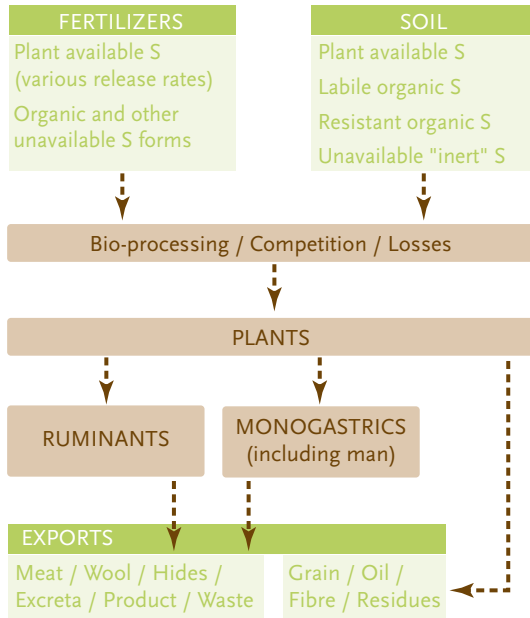 FERTILIZERS
Plant available S
(various release rates)
Organic and other
unavailable S forms
SOIL
Plant available S
Labile organic S
Resistant organic S
Unavailable "inert" S
Bio-processing / Competition / Losses
PLANTS
RUMINANTS
MONOGASTRICS
(including man)
EXPORTS
Meat / Wool / Hides /
Excreta / Product / Waste
Grain / Oil /
Fibre / Residues